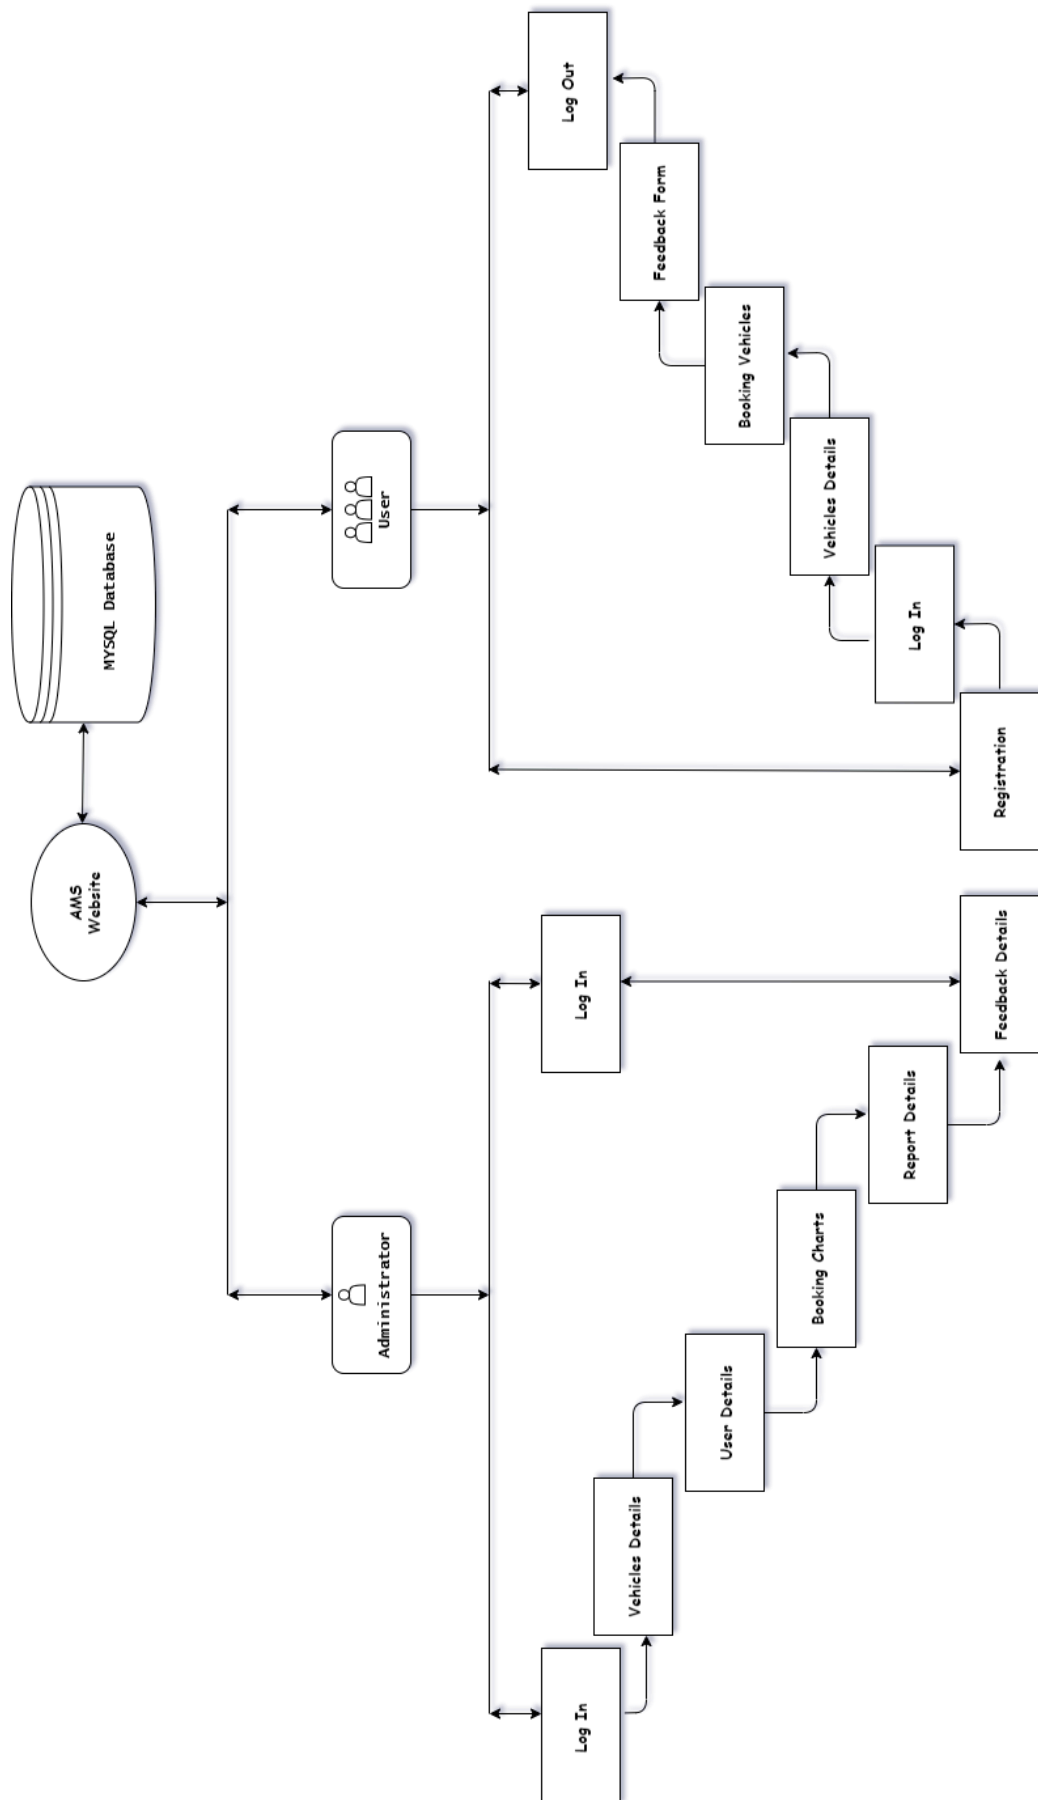 MYSQL Database
AMS
Website
Administrator
User
Log In
Vehicles Details
User Details
Booking Charts
Report Details
Feedback Details
Log In
Registration
Log In
Vehicles Details
Booking Vehicles
Feedback Form
Log Out